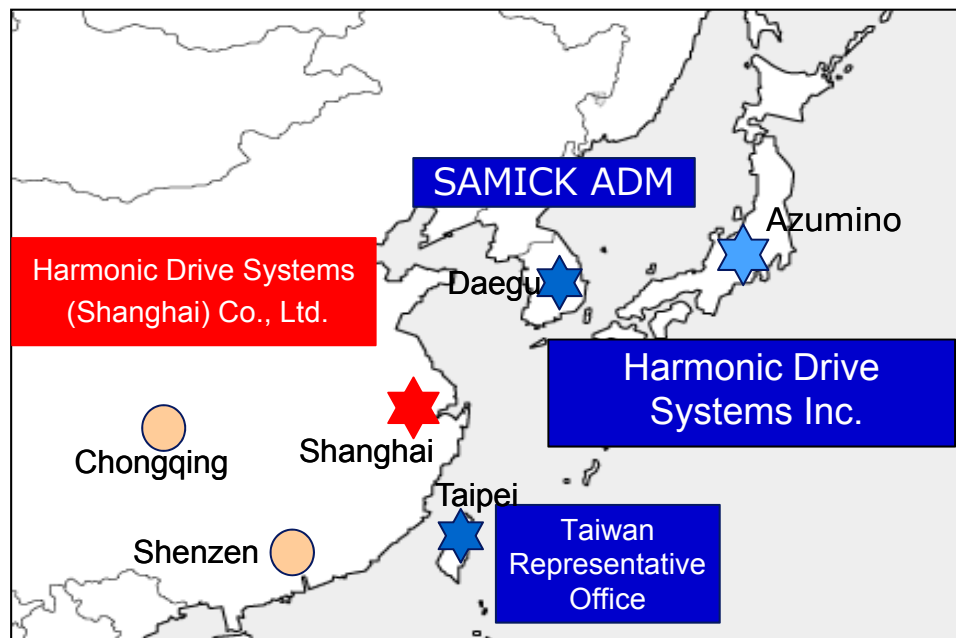 SAMICK ADM
Azumino
Harmonic Drive Systems
(Shanghai) Co., Ltd.
Daegu
Harmonic Drive
Systems Inc.
Shanghai
Chongqing
Taipei
Shenzen
Taiwan
Representative
Office